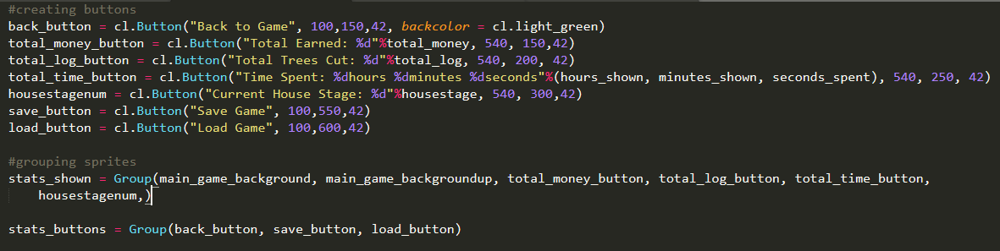 #creating buttons
back_button = cl.Button("Back to Game", 100,150,42, backcolor = cl.light_green)
total_money_button = cl.Button("Total Earned: %d"%total_money, 540, 150,42)
total_log_button = cl.Button("Total Trees Cut: %d"%total_log, 540, 200, 42)
total_time_button = cl.Button("Time Spent: %dhours %dminutes %dseconds"%(hours_shown, minutes_shown, seconds_spent), 540, 250, 42)
housestagenum = cl.Button("Current House Stage: %d"%housestage, 540, 300,42)
save_button = cl.Button("Save Game", 100,550,42)
load_button = cl.Button("Load Game", 100,600,42)
#grouping sprites
stats_shown = Group(main_game_background, main_game_backgroundup, total_money_button, total_log_button, total_time_button,
housestagenum,)
stats_buttons = Group(back_button, save_button, load_button)